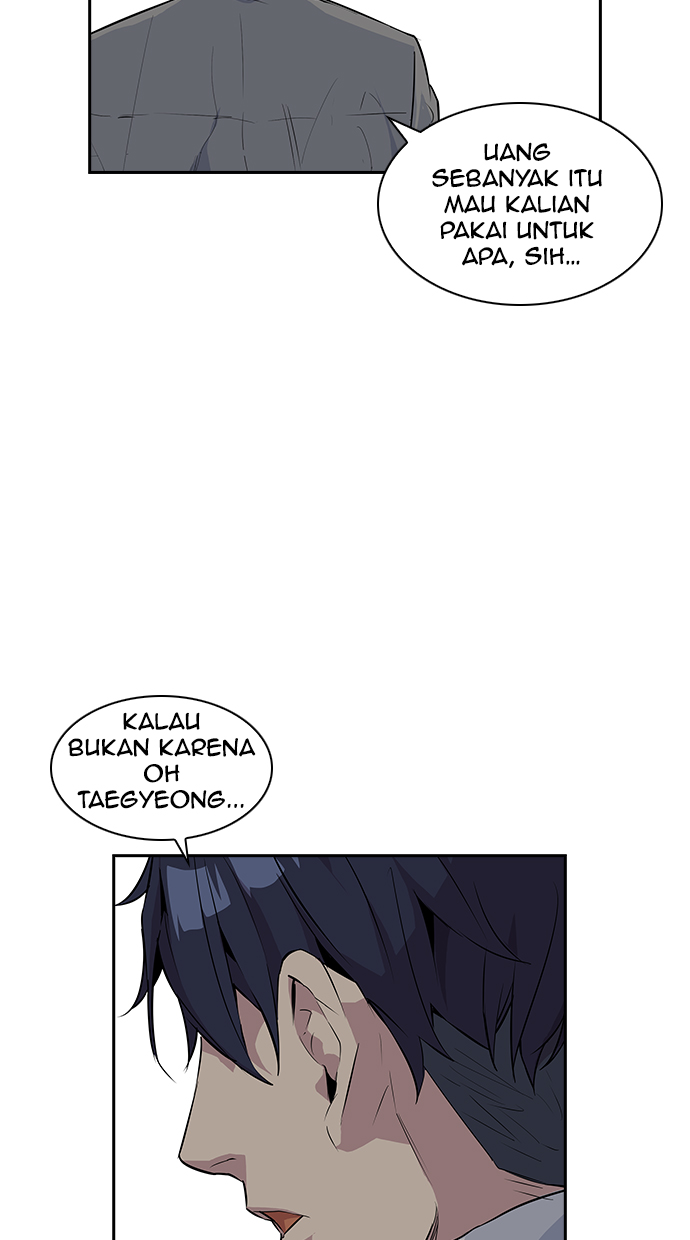 UANG
SEBANYAK ITU
MAU KALIAN
PAKAI UNTUK
APA, SIH...
KALAU
BUKAN KARENA
OH
TAEGYEONG...